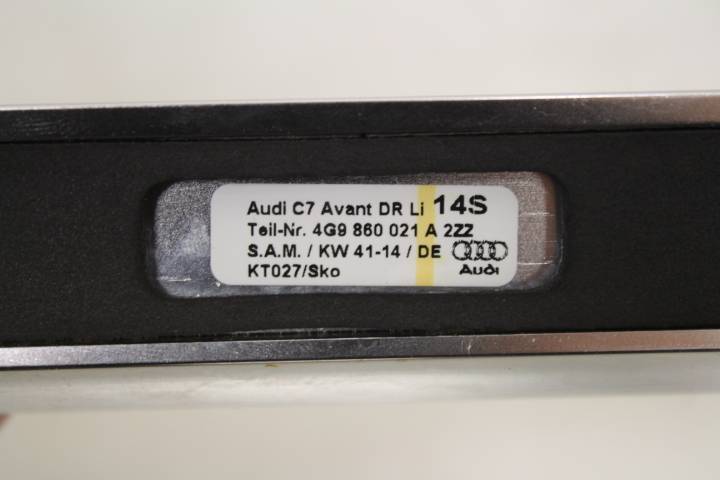 Audi C7 Avant DR Li 14S
Teil-Nr. 4G9 860 021 A 2ZZ
S.A.M. / KW 41-14 / DE
KT027/Sko
Audi